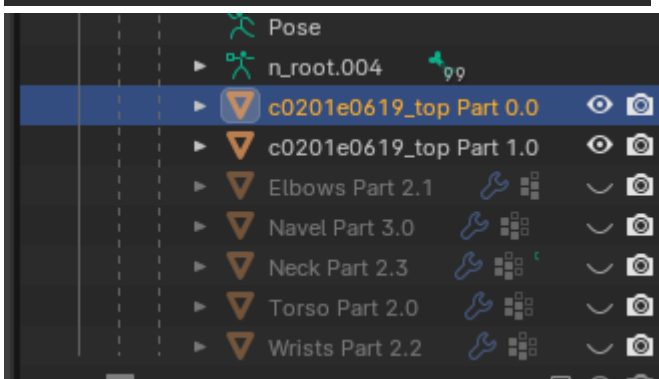 Pose
n_root.004 99
c0201e0619_top Part 0.0
c0201e0619_top Part 1.0
Elbows Part 2.1
Navel Part 3.0
Neck Part 2.3
Torso Part 2.0
Wrists Part 2.2